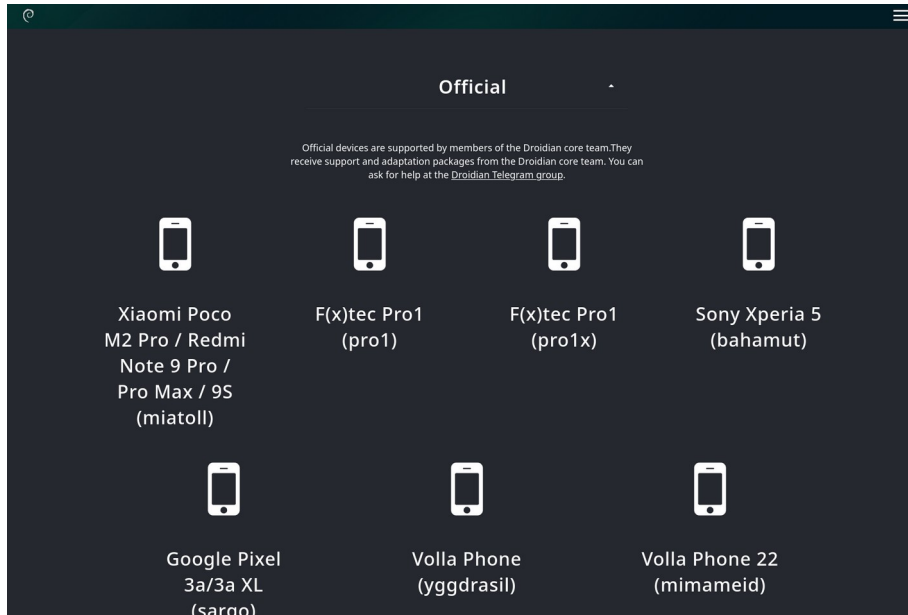 Official
Official devices are supported by members of the Droidian core team.They
receive support and adaptation packages from the Droidian core team. You can
ask for help at the Droidian Telegram group.
Xiaomi Poco
M2 Pro / Redmi
Note 9 Pro /
Pro Max / 9S
(miatoll)
F(x)tec Pro1
(pro1)
F(x)tec Pro1
(pro1x)
Sony Xperia 5
(bahamut)
Google Pixel
3a/3a XL
(sargo)
Volla Phone
(yggdrasil)
Volla Phone 22
(mimameid)